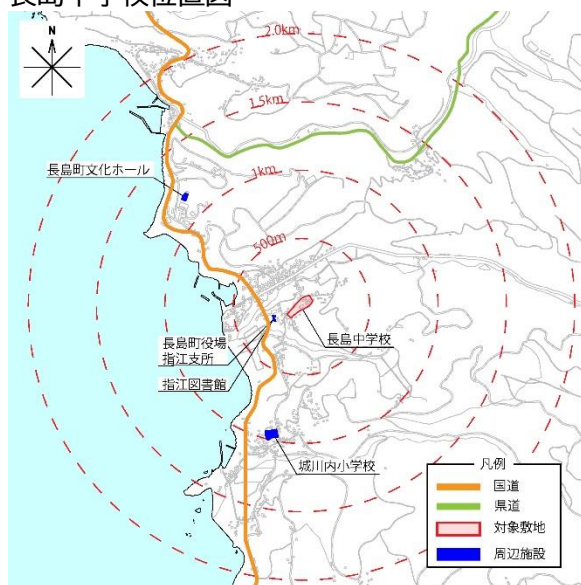 長島中学校位置図
N
2.0km
1.5km
1km
500m
長島町文化ホール
長島町役場
指江支所
指江図書館
長島中学校
城川内小学校
凡例
国道
県道
対象敷地
周辺施設